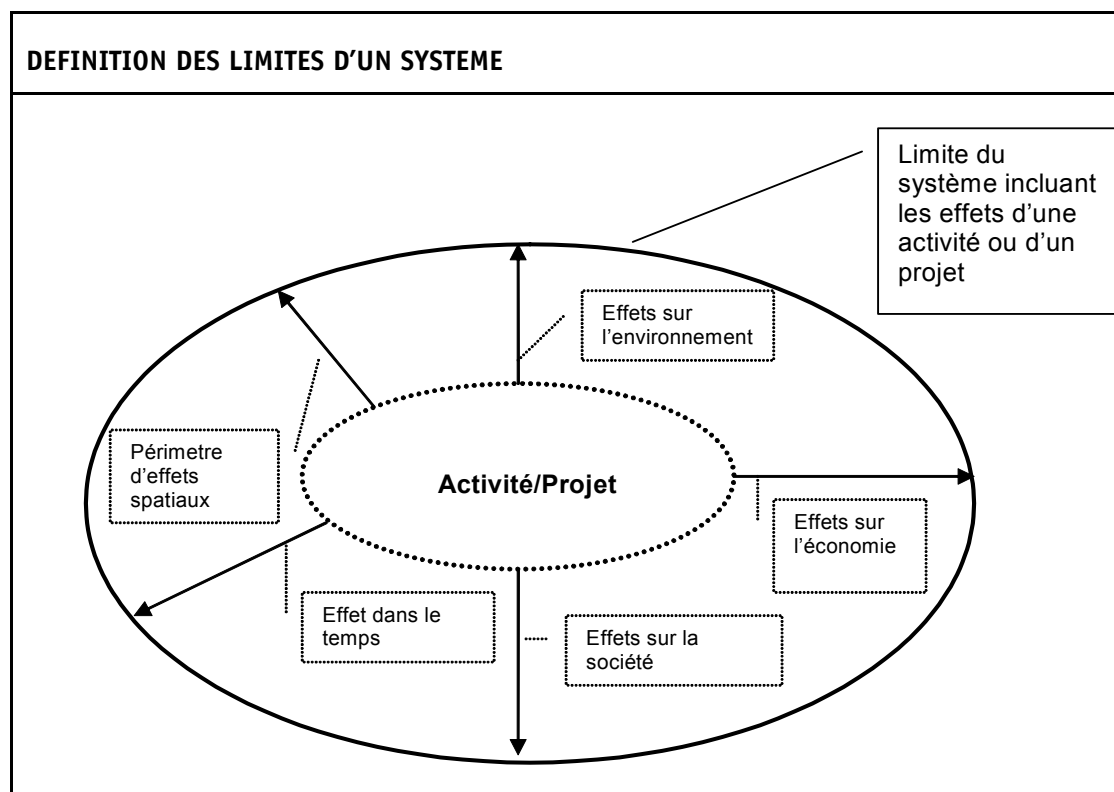 DEFINITION DES LIMITES D’UN SYSTEME
Limite du
système incluant
les effets d’une
activité ou d’un
projet
Effets sur
l’environnement
Périmetre
d’effets
spatiaux
Activité/Projet
Effets sur
l’économie
Effet dans le
temps
Effets sur la
société